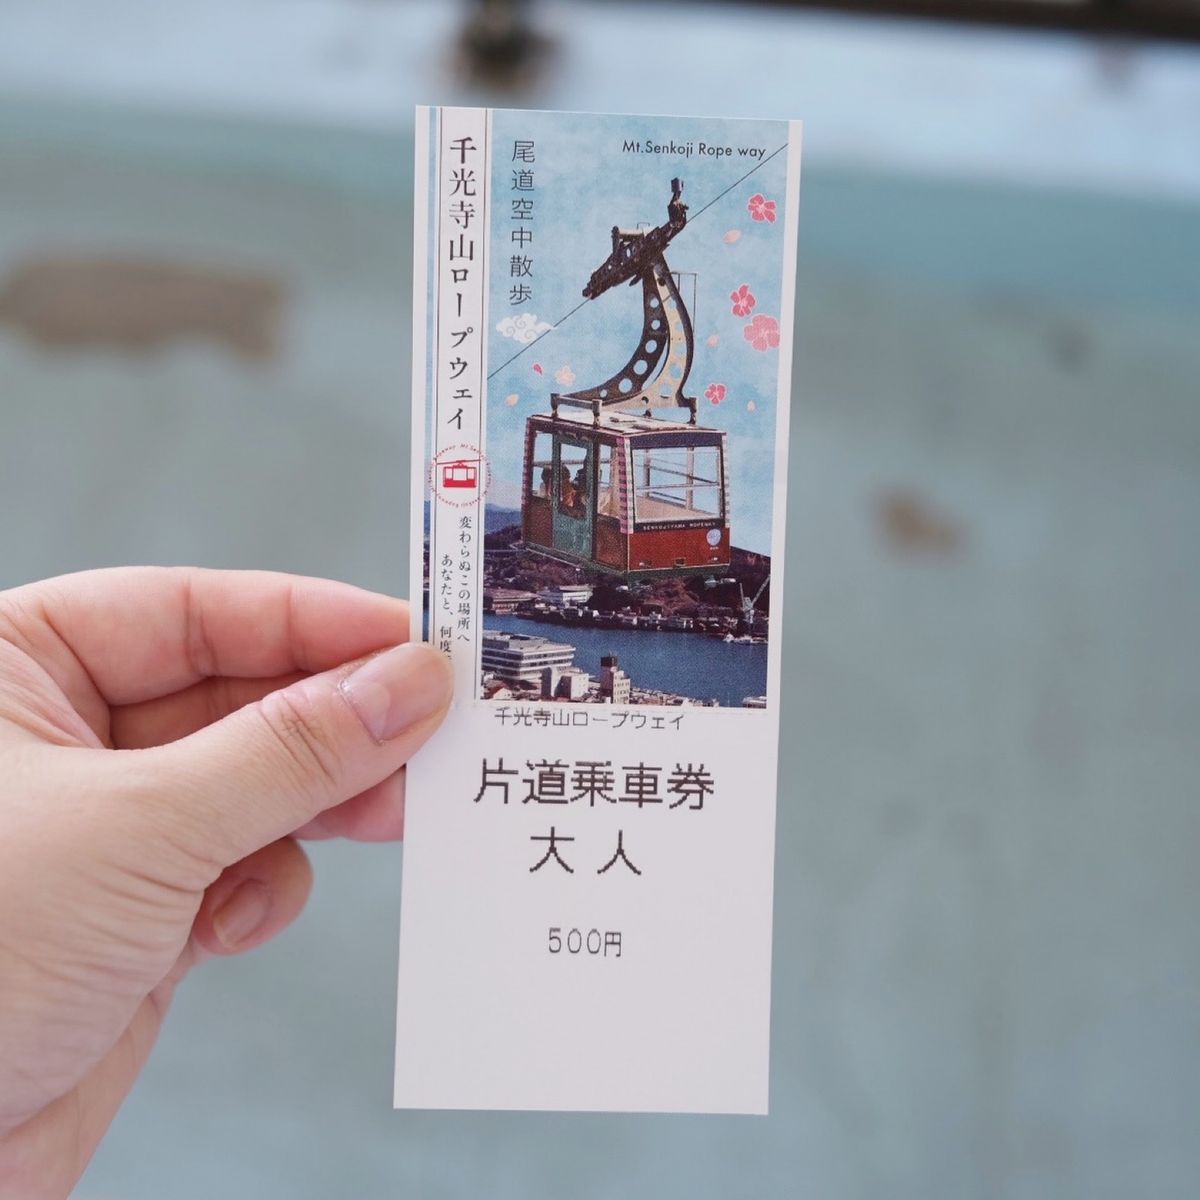 千光寺山ロープウェイ
尾道空中散歩
Mt.Senkoji Rope way
SENKOJIYAMA ROPEWAY
変わらぬこの場所へ
あなたと、何度
千光寺山ロープウェイ
片道乗車券
大人
500円